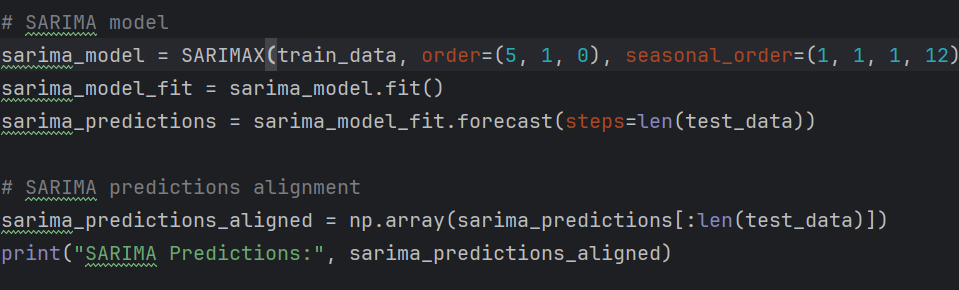 # SARIMA model
sarima_model = SARIMAX(train_data, order=(5, 1, 0), seasonal_order=(1, 1, 1, 12)
sarima_model_fit = sarima_model.fit()
sarima_predictions = sarima_model_fit.forecast(steps=len(test_data))
# SARIMA predictions alignment
sarima_predictions_aligned = np.array(sarima_predictions[:len(test_data)])
print("SARIMA Predictions:", sarima_predictions_aligned)